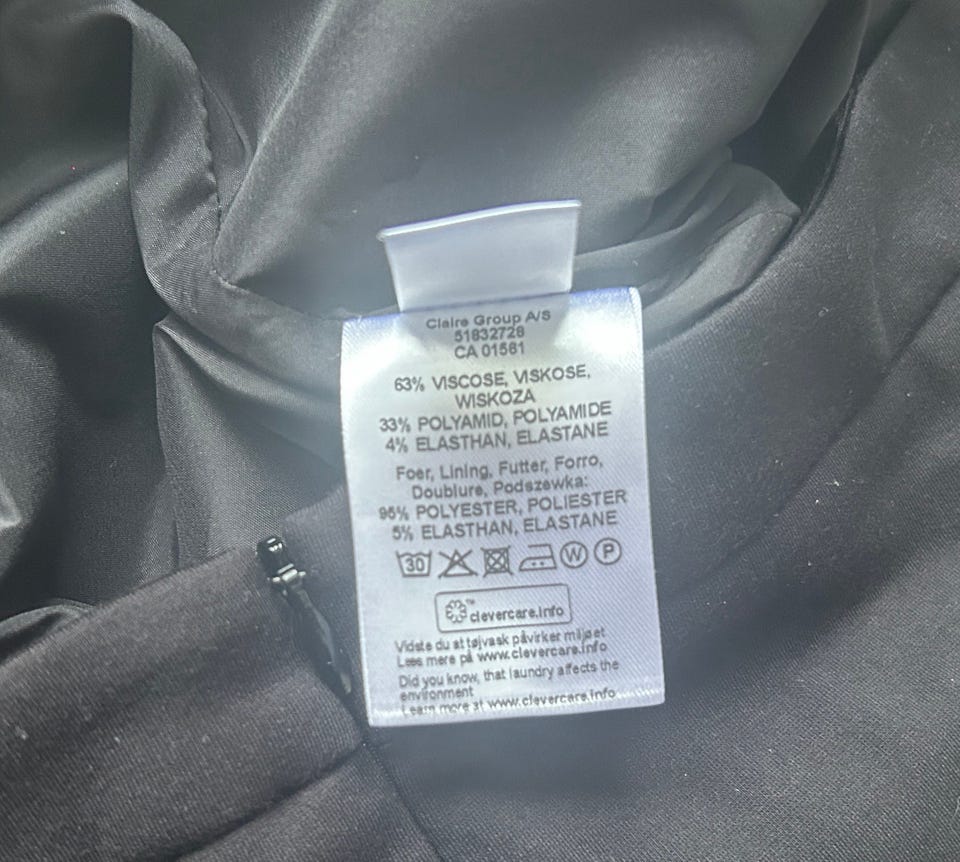 Claire Group A/S
51832728
CA 01561
63% VISCOSE, VISKOSE,
WISKOZA
33% POLYAMID, POLYAMIDE
4% ELASTHAN, ELASTANE
Foer, Lining, Futter, Forro,
Doublure, Podszewka:
95% POLYESTER, POLIESTER
5% ELASTHAN, ELASTANE
30 W P
™ clevercare.info
Vidste du at tøjvask påvirker miljøet
Læs mere på www.clevercare.info
Did you know, that laundry affects the
environment
Learn more at www.clevercare.info